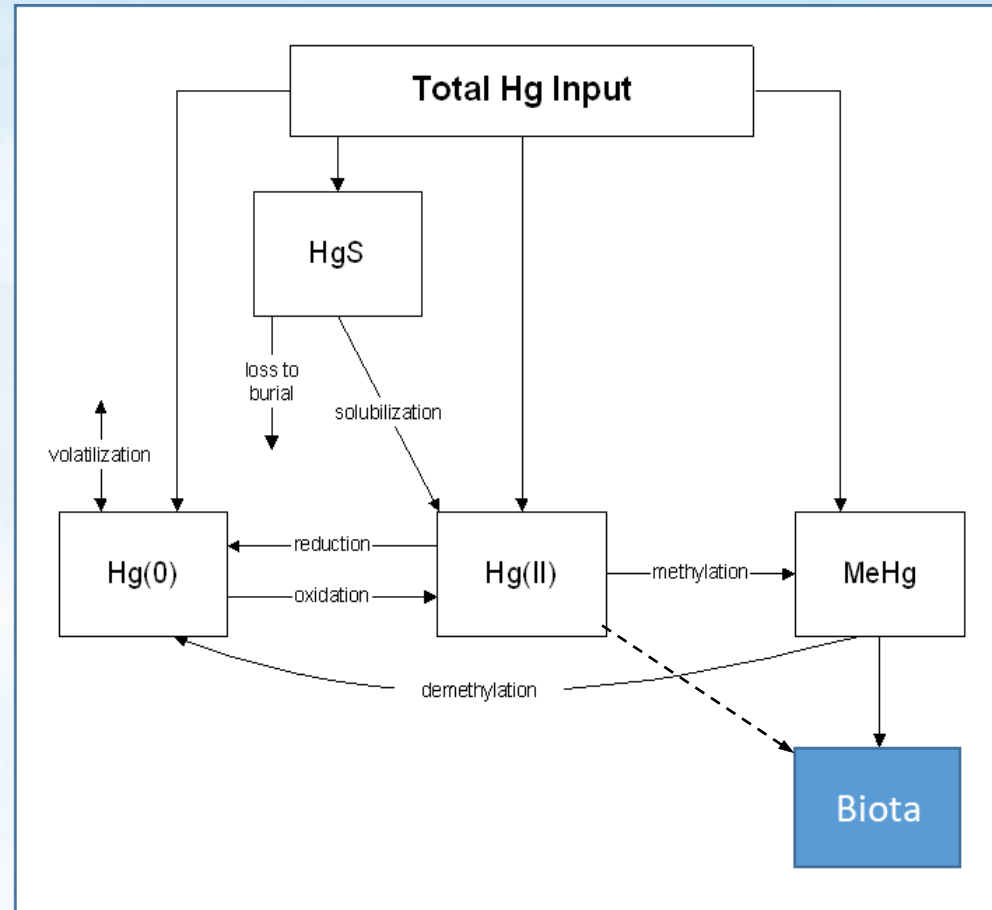 Total Hg Input
HgS
loss to
burial
solubilization
volatilization
Hg(0)
reduction
oxidation
Hg(II)
methylation
MeHg
demethylation
Biota